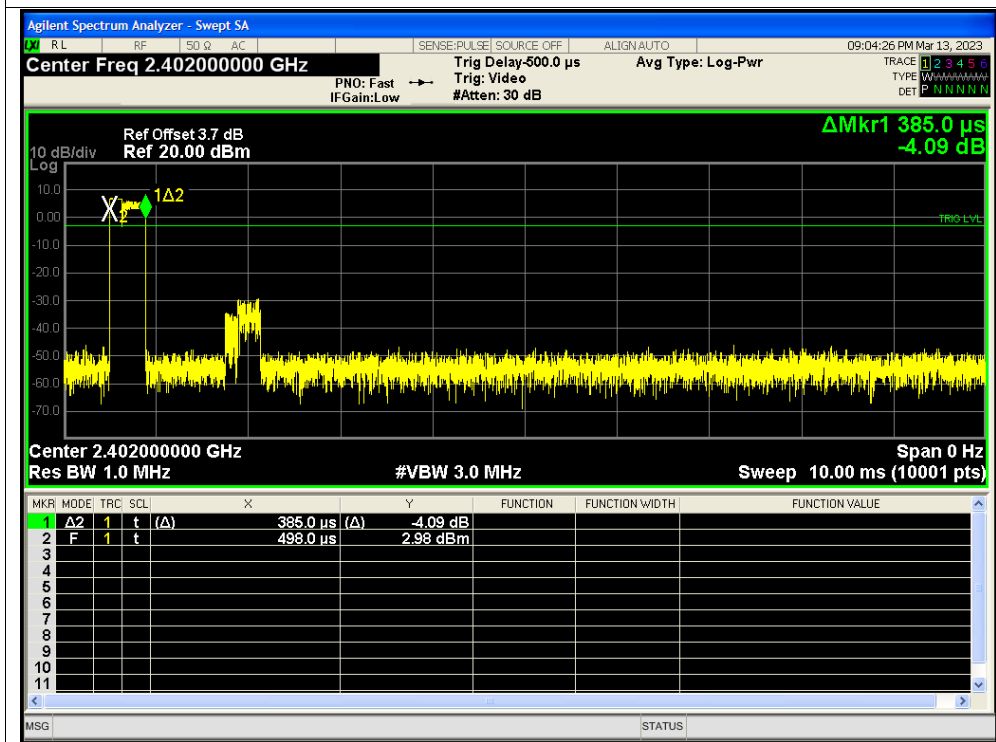 Agilent Spectrum Analyzer - Swept SA
LXI RL RF 50 Ω AC SENSE:PULSE SOURCE OFF ALIGNAUTO 09:04:26 PM Mar 13, 2023
Center Freq 2.402000000 GHz
Trig Delay-500.0 µs Avg Type: Log-Pwr TRACE 1 2 3 4 5 6
PNO: Fast Trig: Video TYPE WWWWWW
IFGain:Low #Atten: 30 dB DET P N N N N N
ΔMkr1 385.0 µs
-4.09 dB
Ref Offset 3.7 dB
10 dB/div Ref 20.00 dBm
Log
10.0
0.00
-10.0
-20.0
-30.0
-40.0
-50.0
-60.0
-70.0
X
2
1Δ2
TRIG LVL
Center 2.402000000 GHz Span 0 Hz
Res BW 1.0 MHz #VBW 3.0 MHz Sweep 10.00 ms (10001 pts)
MKR MODE TRC SCL X Y FUNCTION FUNCTION WIDTH FUNCTION VALUE
1 Δ2 1 t (Δ) 385.0 µs (Δ) -4.09 dB
2 F 1 t 498.0 µs 2.98 dBm
3
4
5
6
7
8
9
10
11
MSG STATUS